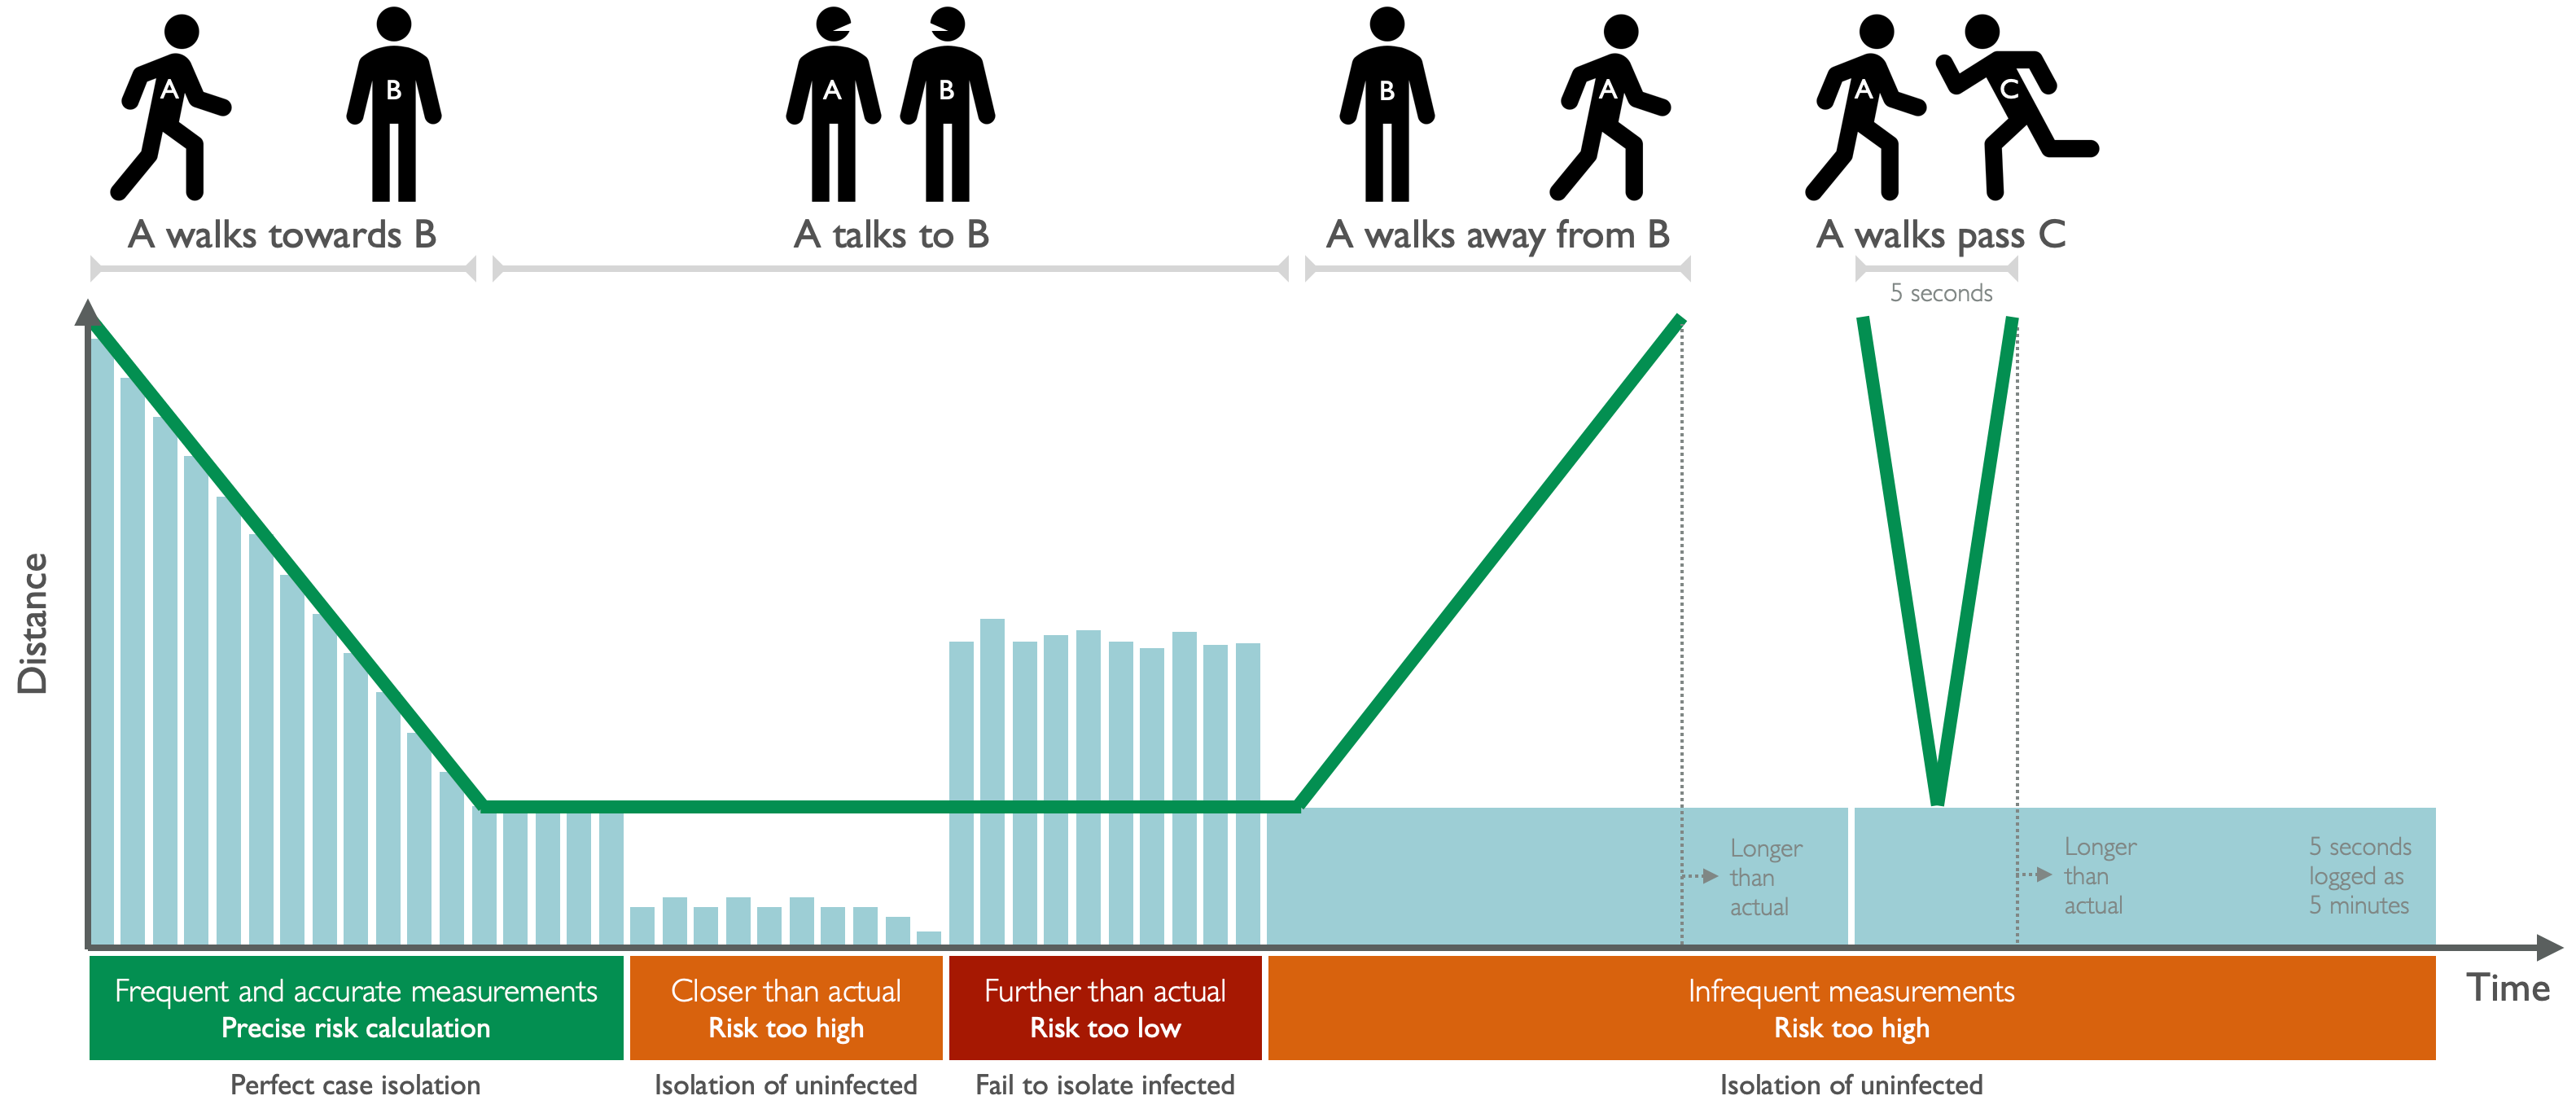 A
B
A
B
B
A
A
C
A walks towards B
A talks to B
A walks away from B
A walks pass C
5 seconds
Distance
Longer
than
actual
Longer
than
actual
5 seconds
logged as
5 minutes
Time
Frequent and accurate measurements
Precise risk calculation
Closer than actual
Risk too high
Further than actual
Risk too low
Infrequent measurements
Risk too high
Perfect case isolation
Isolation of uninfected
Fail to isolate infected
Isolation of uninfected